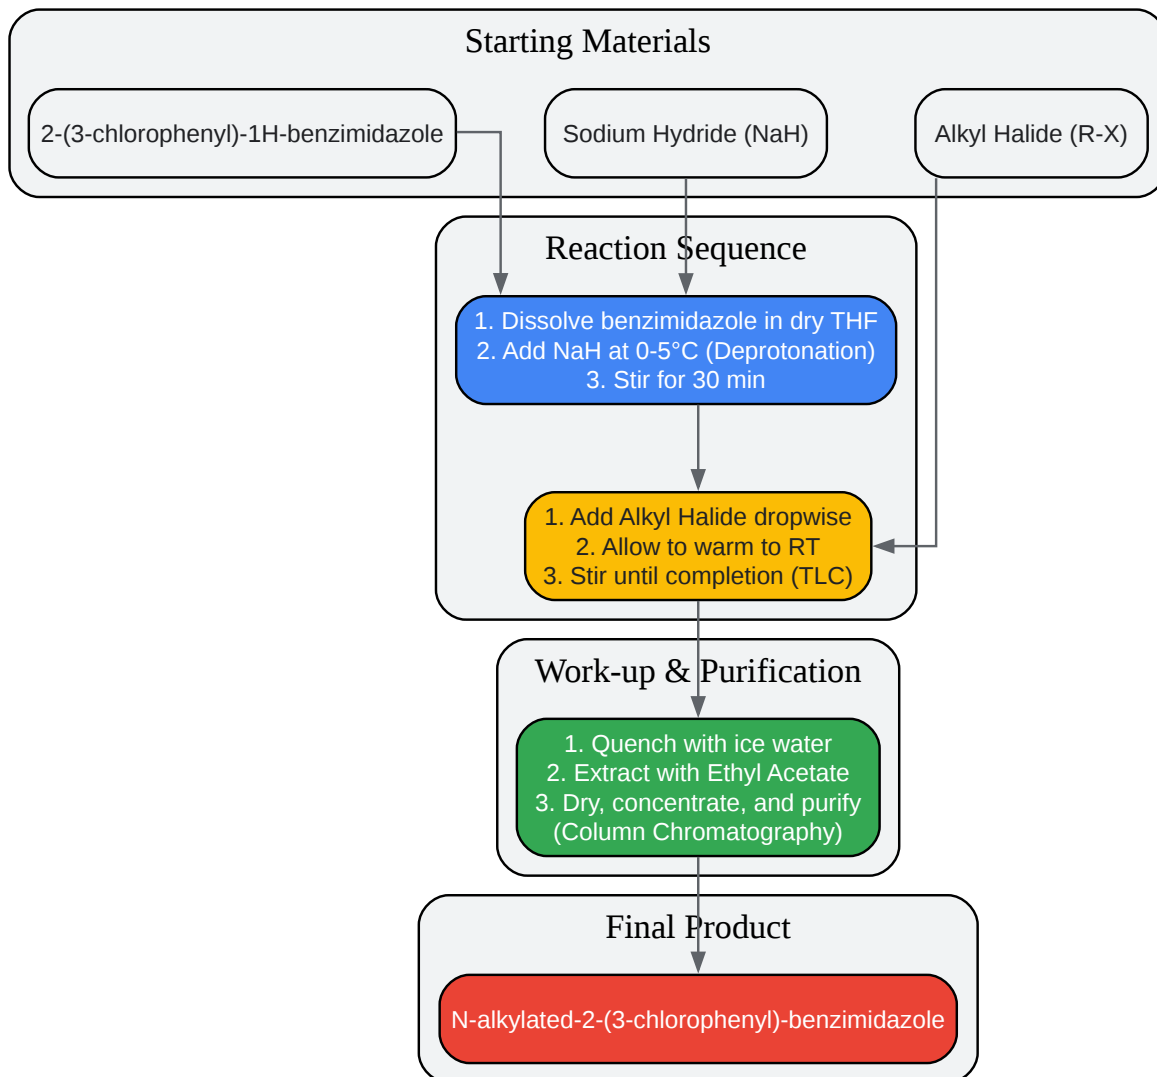 Starting Materials
2-(3-chlorophenyl)-1H-benzimidazole
Sodium Hydride (NaH)
Alkyl Halide (R-X)
Reaction Sequence
1. Dissolve benzimidazole in dry THF
2. Add NaH at 0-5°C (Deprotonation)
3. Stir for 30 min
1. Add Alkyl Halide dropwise
2. Allow to warm to RT
3. Stir until completion (TLC)
Work-up & Purification
1. Quench with ice water
2. Extract with Ethyl Acetate
3. Dry, concentrate, and purify
(Column Chromatography)
Final Product
N-alkylated-2-(3-chlorophenyl)-benzimidazole